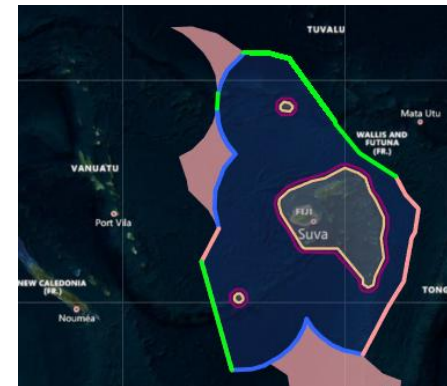 TUVALU
Mata Utu
WALLIS AND
FUTUNA
(FR.)
VANUATU
FIJI
Suva
Port Vila
NEW CALEDONIA
(FR.)
TONG
Nouméa